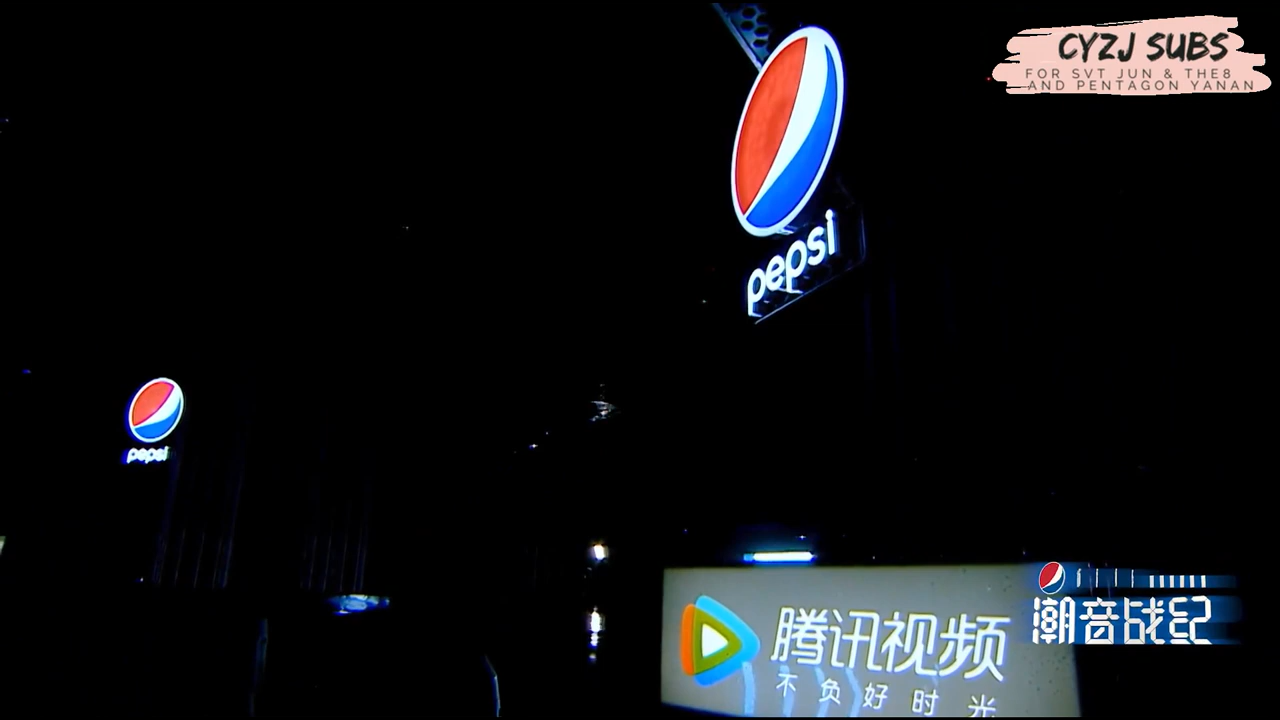 CYZJ SUBS
FOR SVT JUN & THE8
AND PENTAGON YANAN
pepsi
pepsi
腾讯视频
不负好时光
潮音战纪